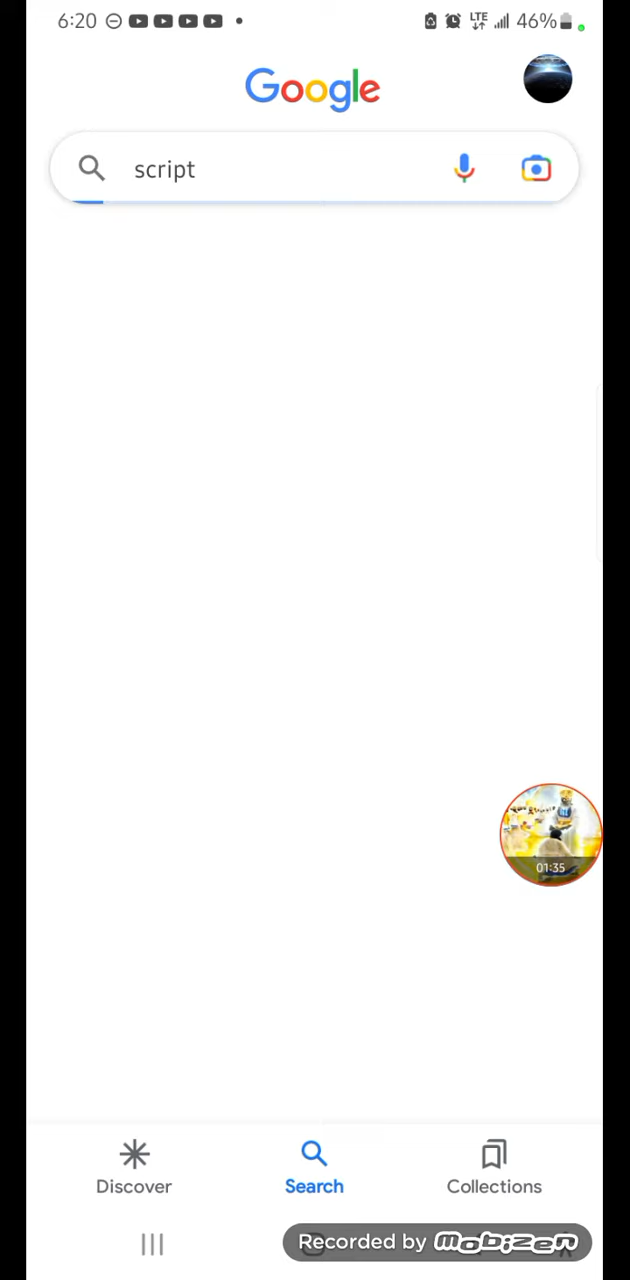 6:20
LTE
46%
Google
script
01:35
Discover
Search
Collections
Recorded by mobizen